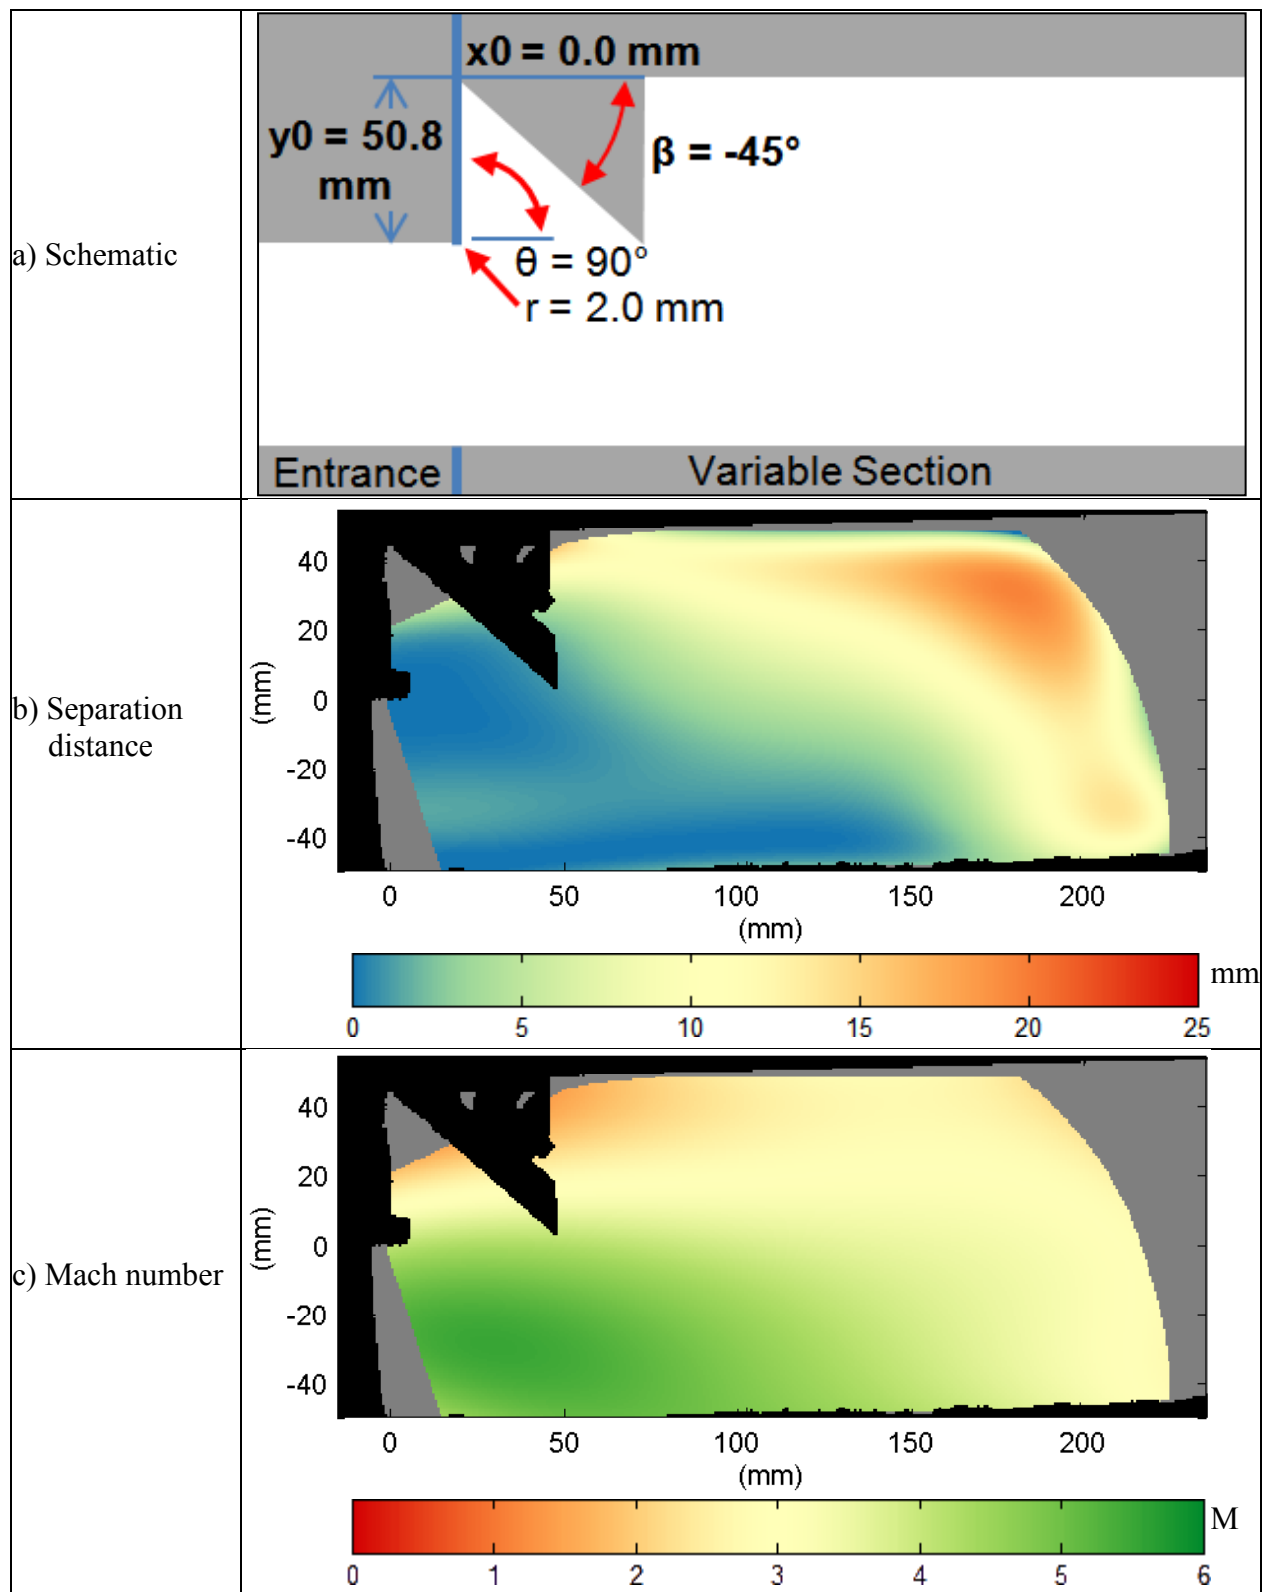 a) Schematic
x0 = 0.0 mm
y0 = 50.8
mm
β = -45°
θ = 90°
r = 2.0 mm
Entrance
Variable Section
b) Separation
distance
40
20
0
-20
-40
(mm)
0
50
100
150
200
(mm)
mm
0
5
10
15
20
25
c) Mach number
40
20
0
-20
-40
(mm)
0
50
100
150
200
(mm)
M
0
1
2
3
4
5
6